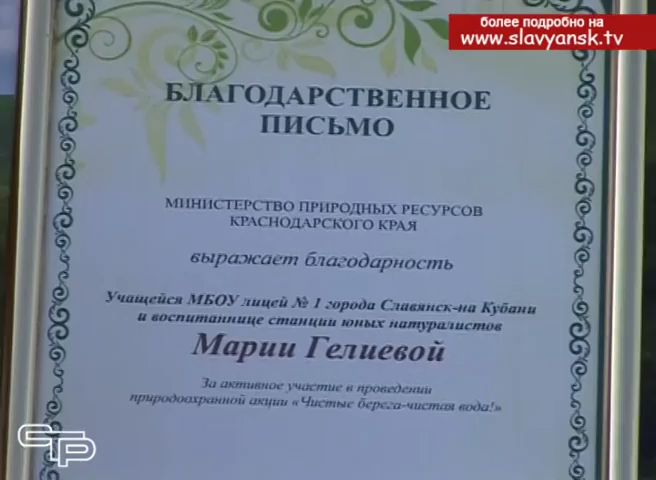 более подробно на
www.slavyansk.tv
БЛАГОДАРСТВЕННОЕ
ПИСЬМО
МИНИСТЕРСТВО ПРИРОДНЫХ РЕСУРСОВ
КРАСНОДАРСКОГО КРАЯ
выражает благодарность
Учащейся МБОУ лицей № 1 города Славянск-на Кубани
и воспитаннице станции юных натуралистов
Марии Гелиевой
За активное участие в проведении
природоохранной акции «Чистые берега-чистая вода!»
СТР